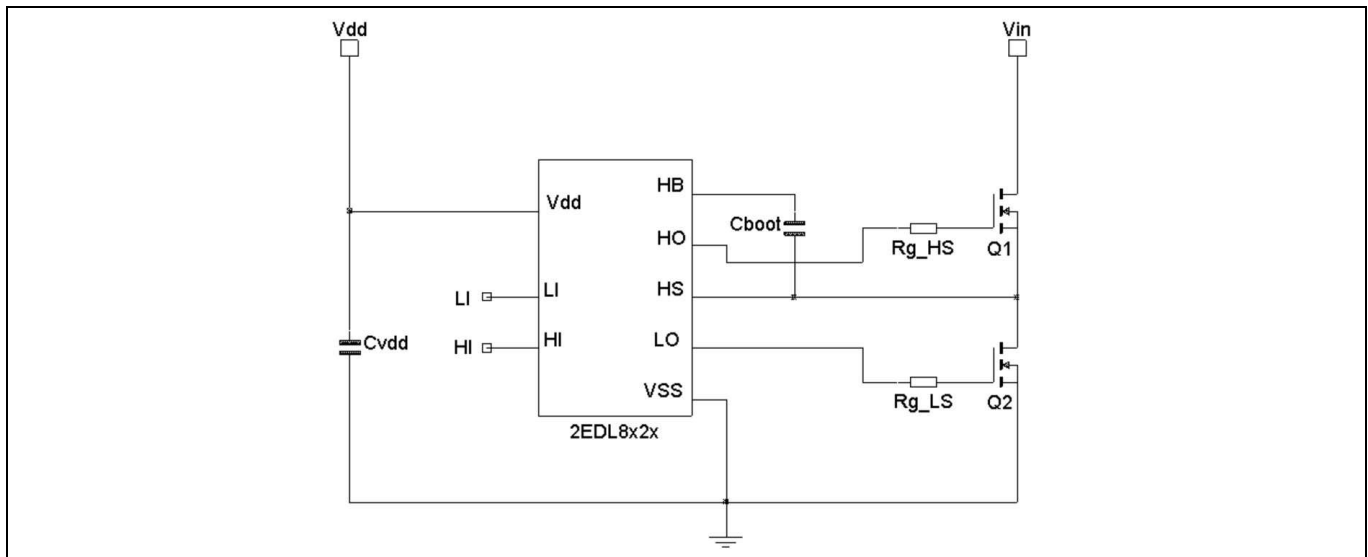 Vdd
Vin
HB
Vdd
Cboot
HO
Rg_HS
Q1
LI
LI
HS
Cvdd
HI
HI
LO
VSS
Rg_LS
Q2
2EDL8x2x